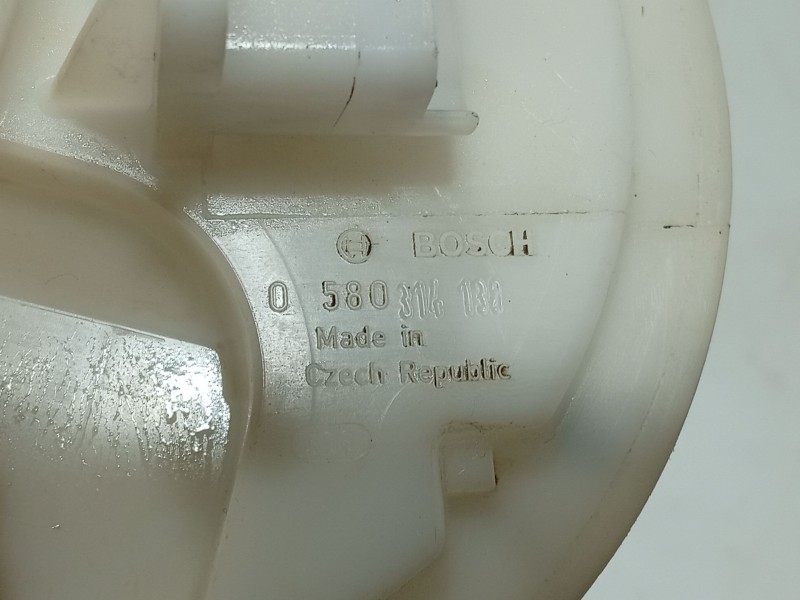 BOSCH
0 580 314
Made in
Czech Republic